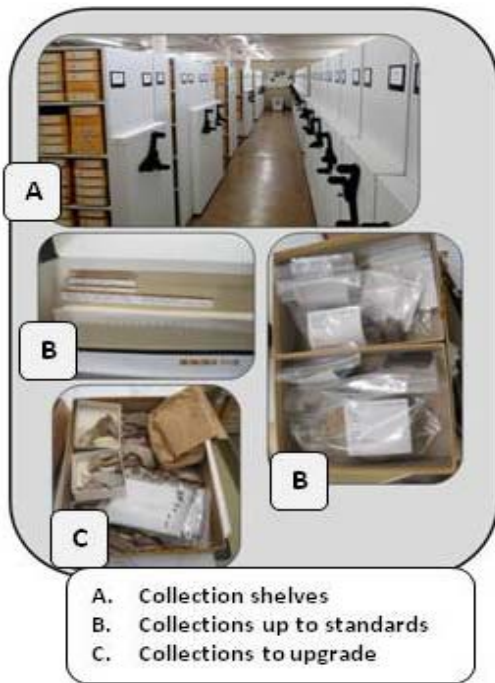 A
B
B
C
A. Collection shelves
B. Collections up to standards
C. Collections to upgrade